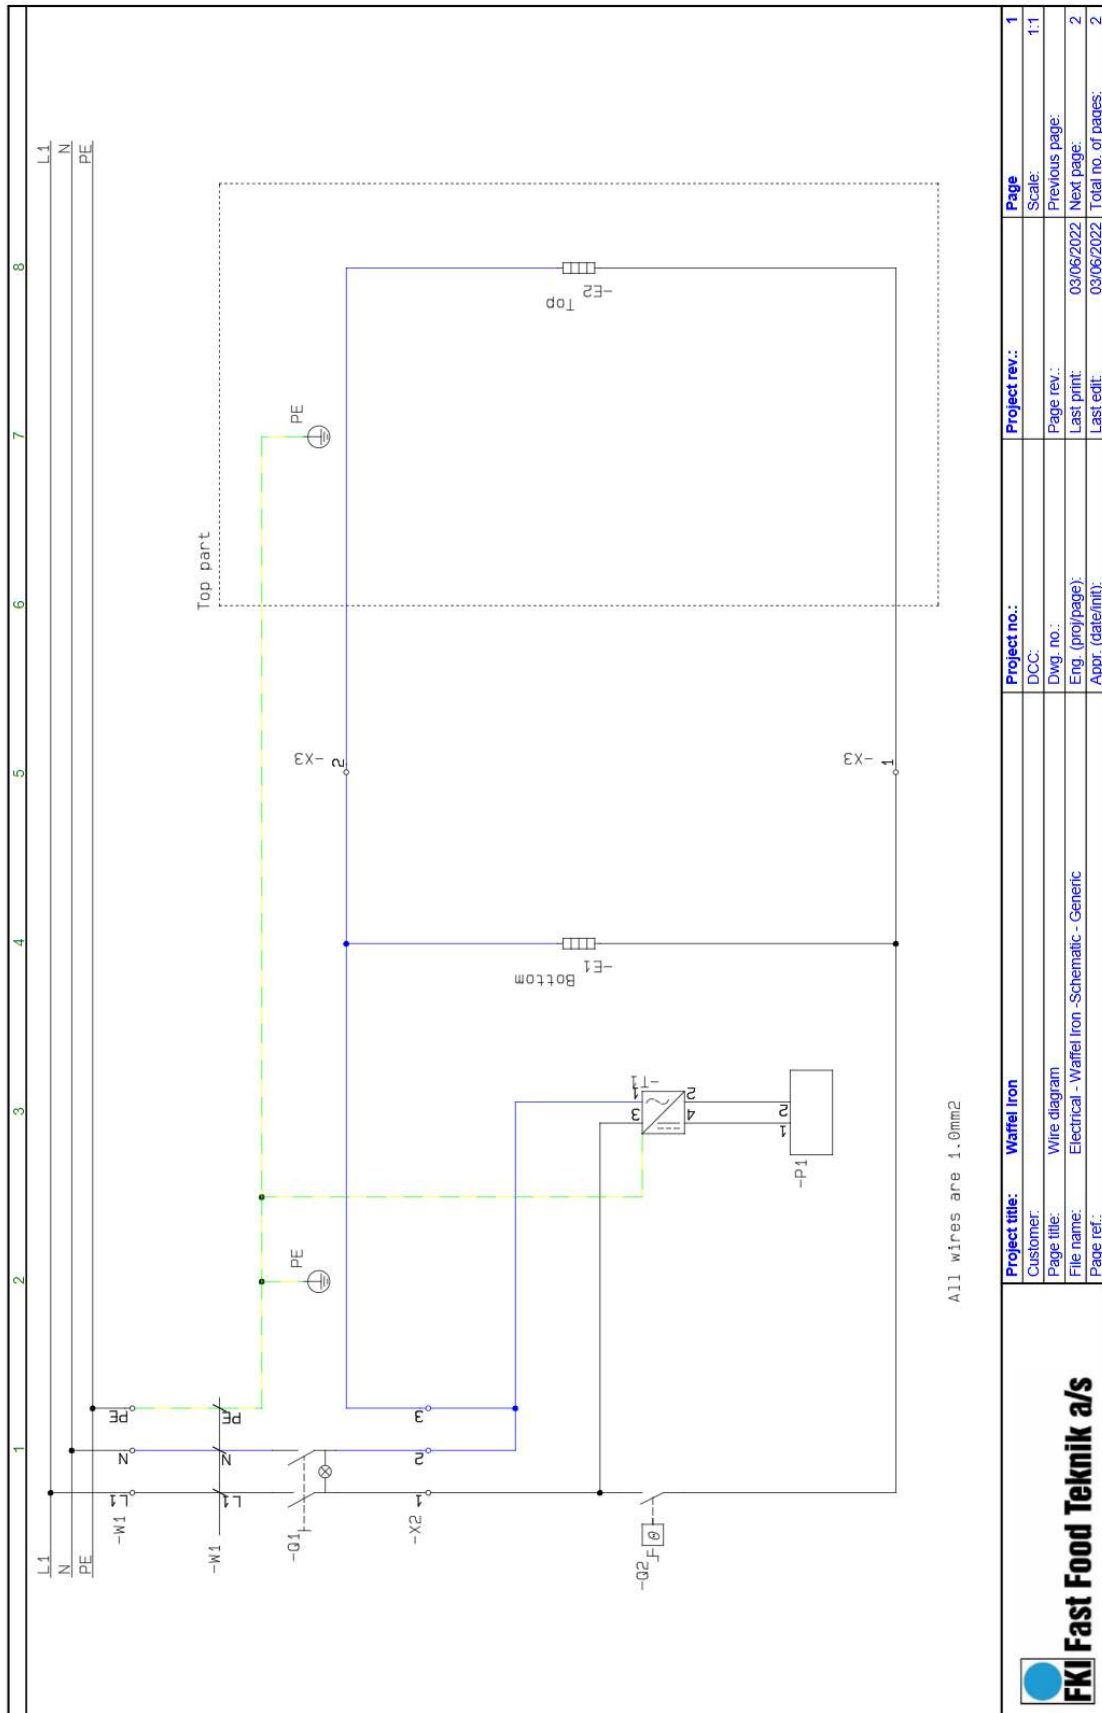 1 2 3 4 5 6 7 8
L1 L1
N N
PE PE
-W1 L1 N PE
-W1 L1 N PE
-Q1
PE
PE
Top part
-X2 1 2 3
-X3 2
-Q2 θ
-T1
3 1
4 2
-P1
1 2
Bottom
-E1
Top
-E2
-X3 1
All wires are 1.0mm2
FKI Fast Food Teknik a/s
Project title: Waffel Iron Project no.: Project rev.: Page 1
Customer: DCC: Scale: 1:1
Page title: Wire diagram Dwg. no.: Page rev.: Previous page:
File name: Electrical - Waffel Iron -Schematic - Generic Eng. (proj/page): Last print: 03/06/2022 Next page: 2
Page ref.: Appr. (date/init): Last edit: 03/06/2022 Total no. of pages: 2